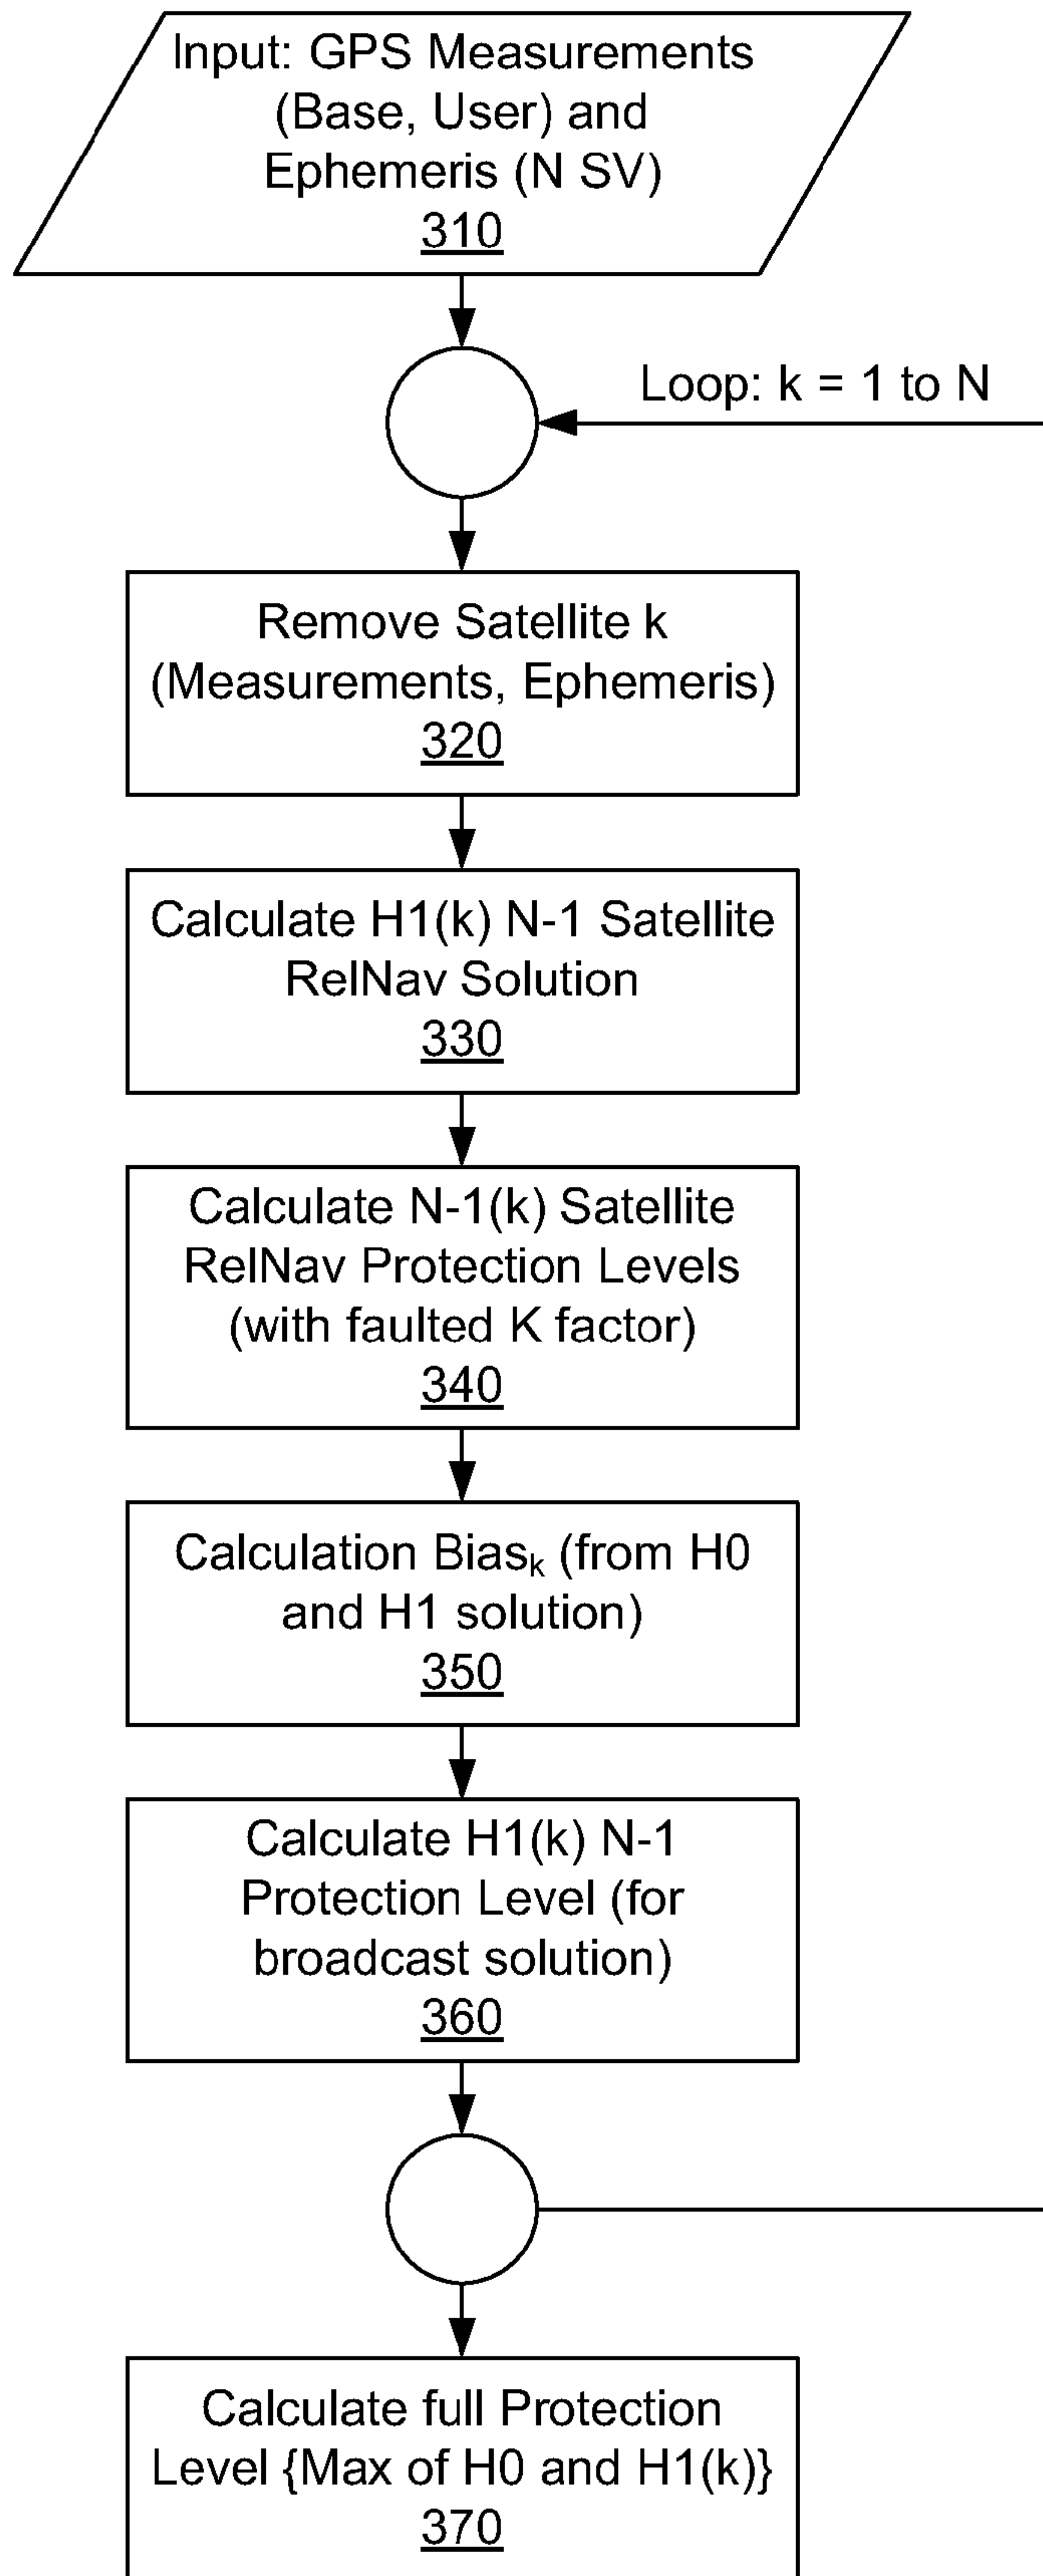 Input: GPS Measurements
(Base, User) and
Ephemeris (N SV)
310
Loop: k = 1 to N
Remove Satellite k
(Measurements, Ephemeris)
320
Calculate H1(k) N-1 Satellite
RelNav Solution
330
Calculate N-1(k) Satellite
RelNav Protection Levels
(with faulted K factor)
340
Calculation Biasₖ (from H0
and H1 solution)
350
Calculate H1(k) N-1
Protection Level (for
broadcast solution)
360
Calculate full Protection
Level {Max of H0 and H1(k)}
370